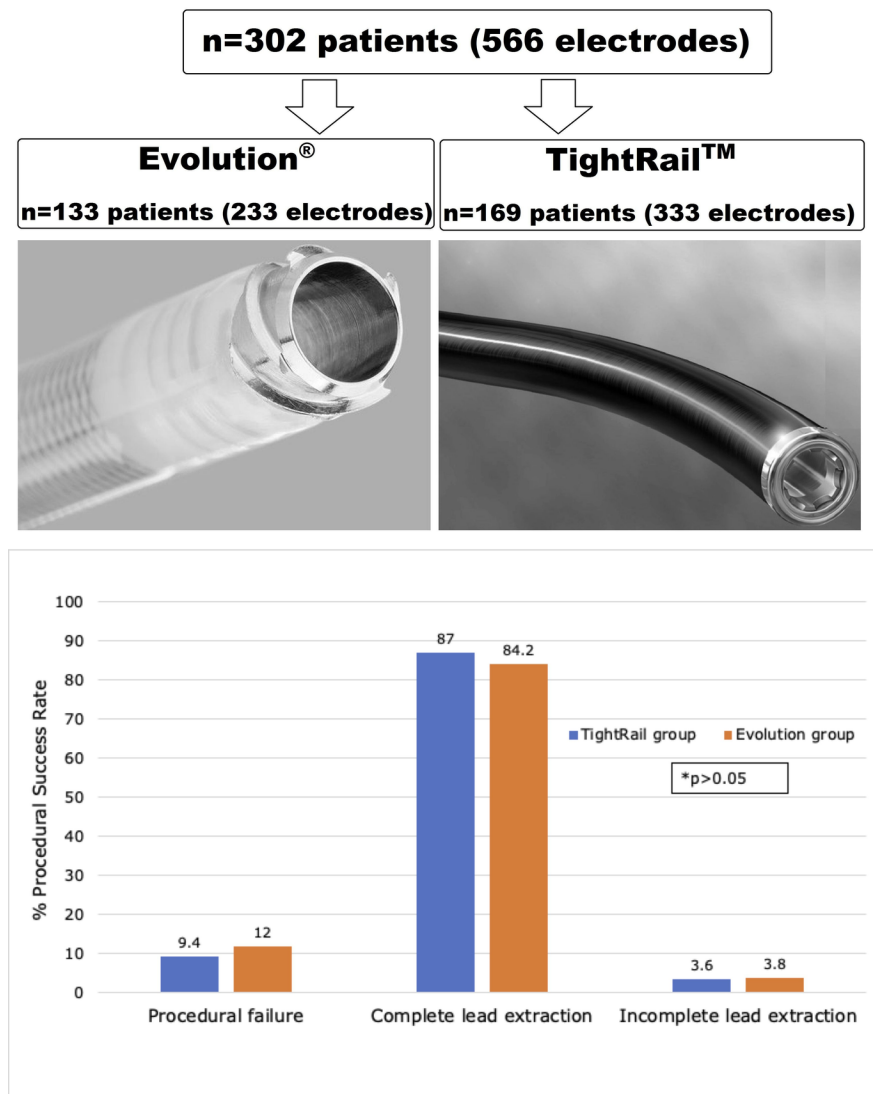 n=302 patients (566 electrodes)
Evolution®
n=133 patients (233 electrodes)
TightRail™
n=169 patients (333 electrodes)
% Procedural Success Rate
100
90
80
70
60
50
40
30
20
10
0
9.4
12
87
84.2
3.6
3.8
TightRail group
Evolution group
*p>0.05
Procedural failure
Complete lead extraction
Incomplete lead extraction